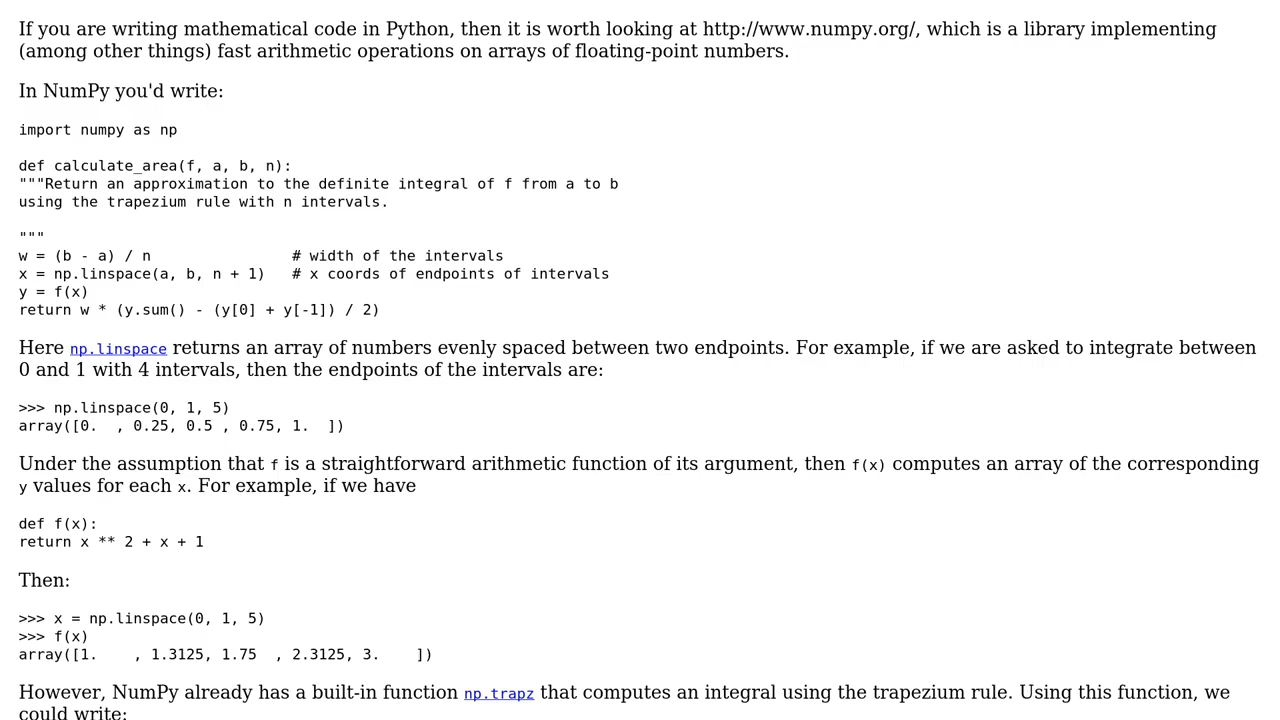 If you are writing mathematical code in Python, then it is worth looking at http://www.numpy.org/, which is a library implementing
(among other things) fast arithmetic operations on arrays of floating-point numbers.
In NumPy you'd write:
import numpy as np
def calculate_area(f, a, b, n):
"""Return an approximation to the definite integral of f from a to b
using the trapezium rule with n intervals.
"""
w = (b - a) / n                # width of the intervals
x = np.linspace(a, b, n + 1)   # x coords of endpoints of intervals
y = f(x)
return w * (y.sum() - (y[0] + y[-1]) / 2)
Here np.linspace returns an array of numbers evenly spaced between two endpoints. For example, if we are asked to integrate between
0 and 1 with 4 intervals, then the endpoints of the intervals are:
>>> np.linspace(0, 1, 5)
array([0.  , 0.25, 0.5 , 0.75, 1.  ])
Under the assumption that f is a straightforward arithmetic function of its argument, then f(x) computes an array of the corresponding
y values for each x. For example, if we have
def f(x):
return x ** 2 + x + 1
Then:
>>> x = np.linspace(0, 1, 5)
>>> f(x)
array([1.    , 1.3125, 1.75  , 2.3125, 3.    ])
However, NumPy already has a built-in function np.trapz that computes an integral using the trapezium rule. Using this function, we
could write: